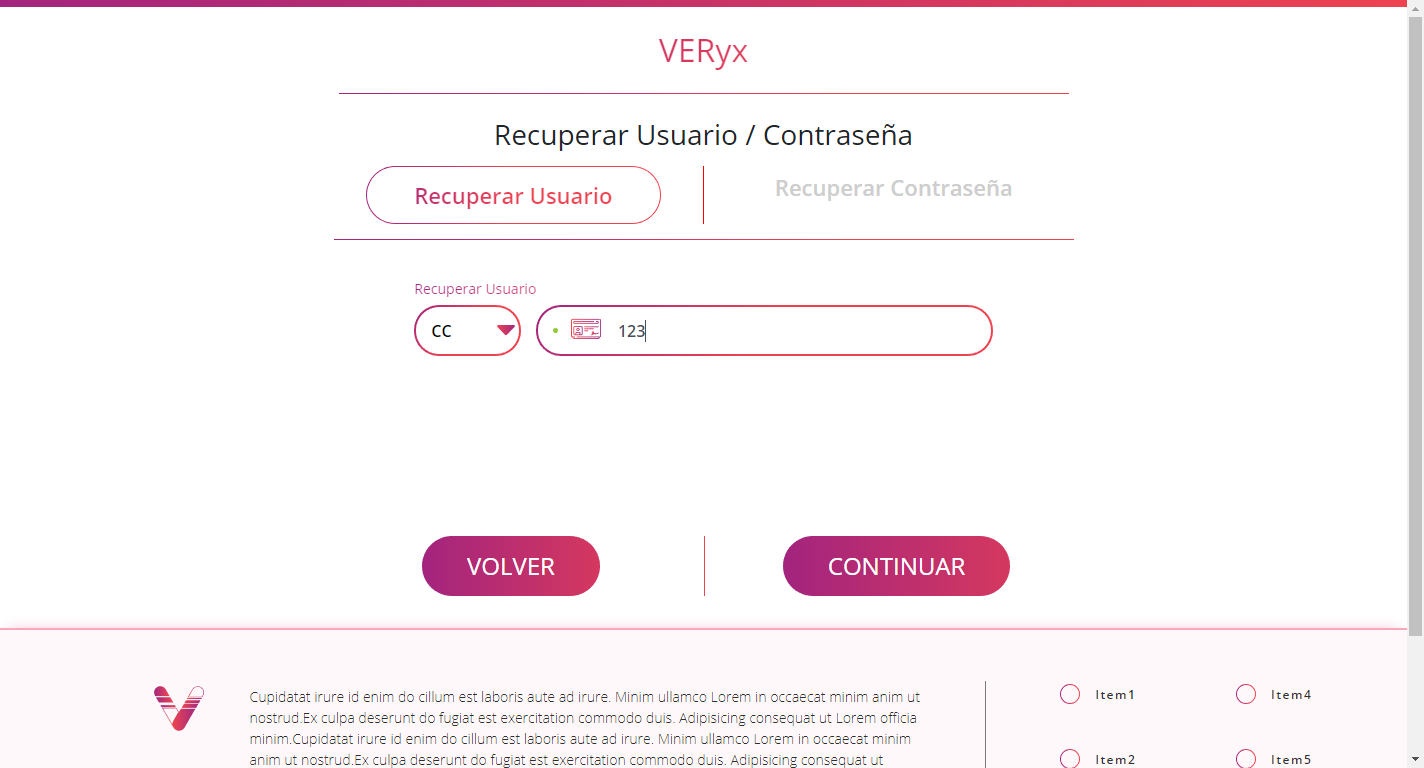 VERyx
Recuperar Usuario / Contraseña
Recuperar Usuario
Recuperar Contraseña
Recuperar Usuario
CC
123
VOLVER
CONTINUAR
Cupidatat irure id enim do cillum est laboris aute ad irure. Minim ullamco Lorem in occaecat minim anim ut
nostrud.Ex culpa deserunt do fugiat est exercitation commodo duis. Adipisicing consequat ut Lorem officia
minim.Cupidatat irure id enim do cillum est laboris aute ad irure. Minim ullamco Lorem in occaecat minim
anim ut nostrud.Ex culpa deserunt do fugiat est exercitation commodo duis. Adipisicing consequat ut
Item1
Item4
Item2
Item5